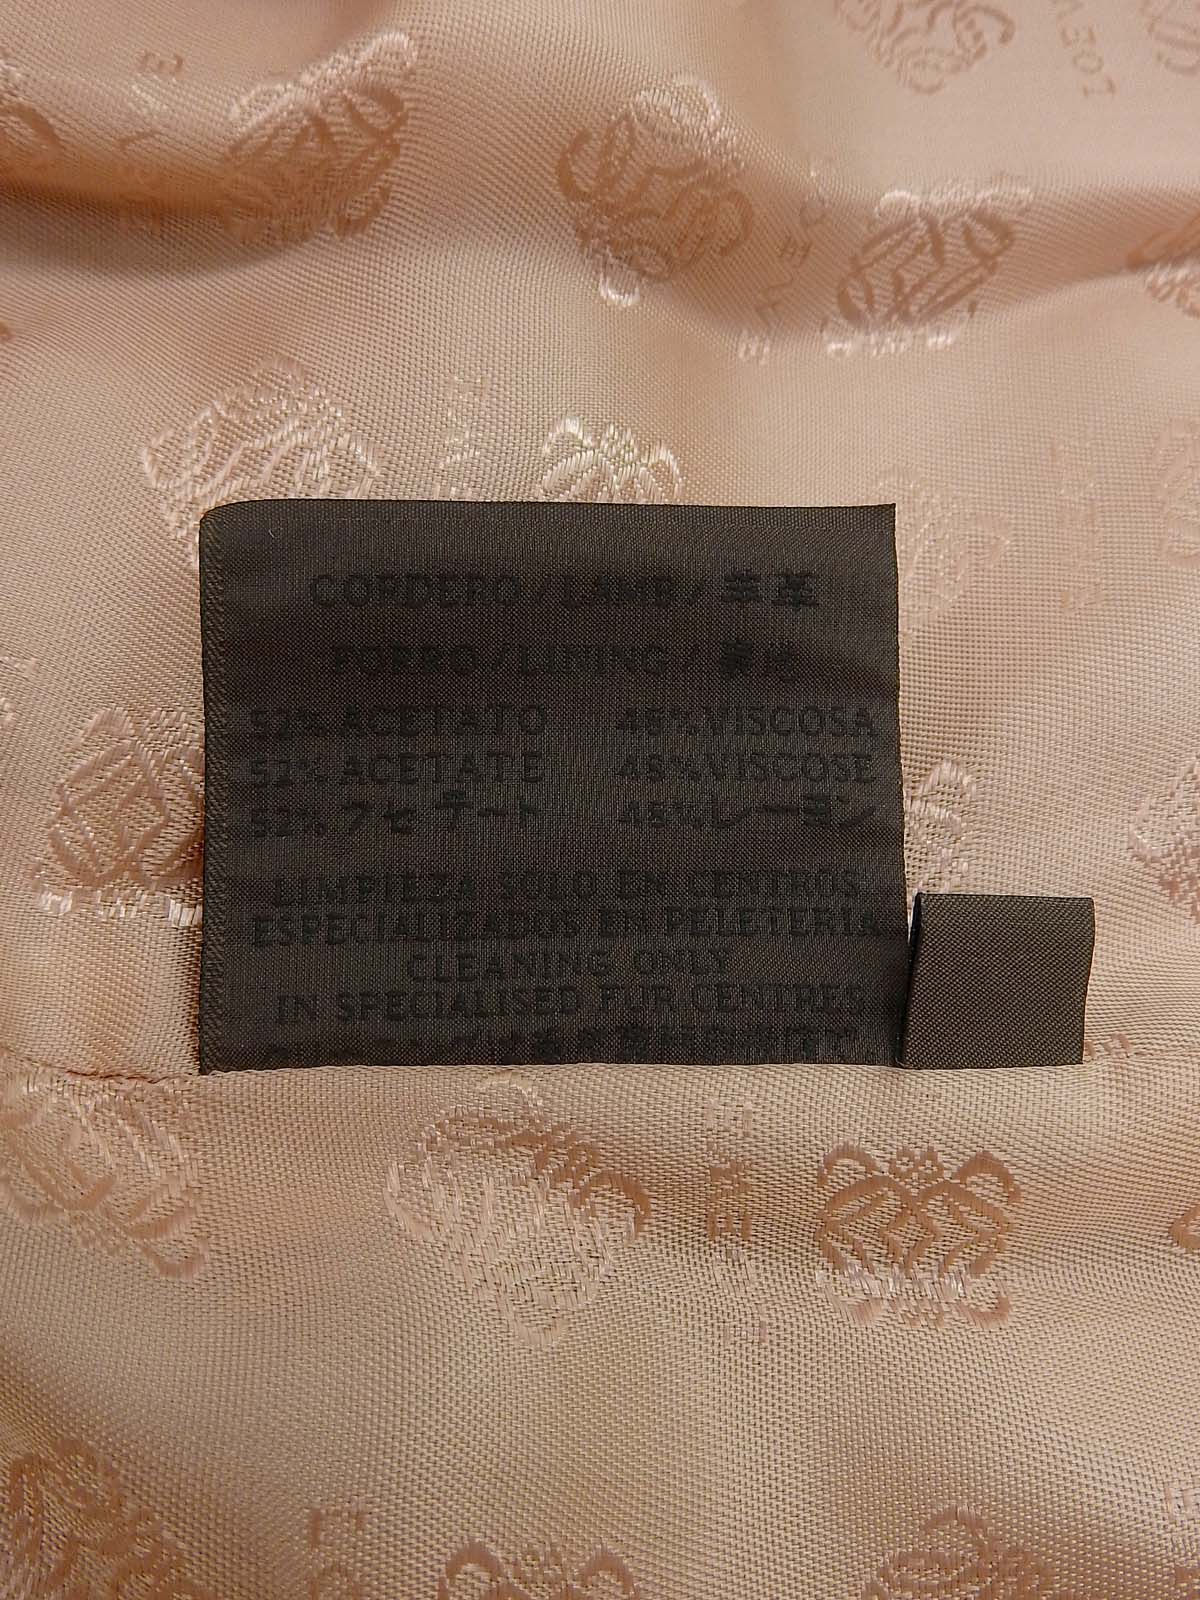 CORDERO/LAMB/羊革
FORRO/LINING/裏地
52% ACETATO 48% VISCOSA
52% ACETATE 48% VISCOSE
52% アセテート 48% レーヨン
LIMPIEZA SOLO EN CENTROS
ESPECIALIZADOS EN PELETERIA
CLEANING ONLY
IN SPECIALISED FUR CENTRES